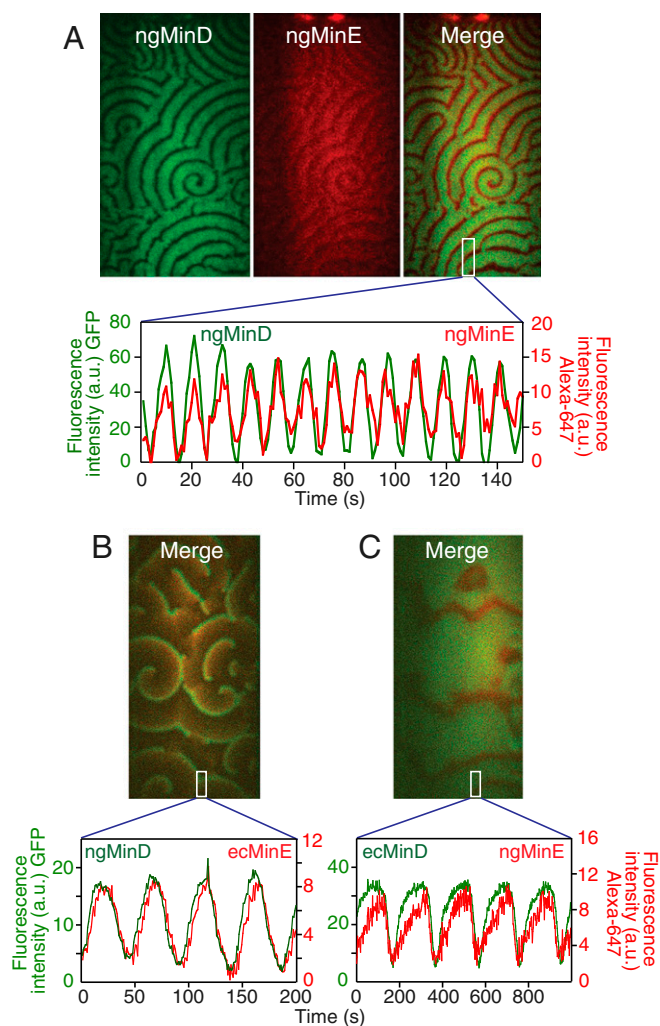 A
ngMinD
ngMinE
Merge
Fluorescence
intensity (a.u.) GFP
80
60
40
20
0
ngMinD
ngMinE
20
15
10
5
0
Fluorescence
intensity (a.u.)
Alexa-647
0
20
40
60
80
100
120
140
Time (s)
B
Merge
C
Merge
Fluorescence
intensity (a.u.) GFP
20
10
0
ngMinD
ecMinE
12
8
4
0
0
50
100
150
200
Time (s)
40
20
0
ecMinD
ngMinE
16
12
8
4
0
Fluorescence
intensity (a.u.)
Alexa-647
0
200
400
600
800
Time (s)